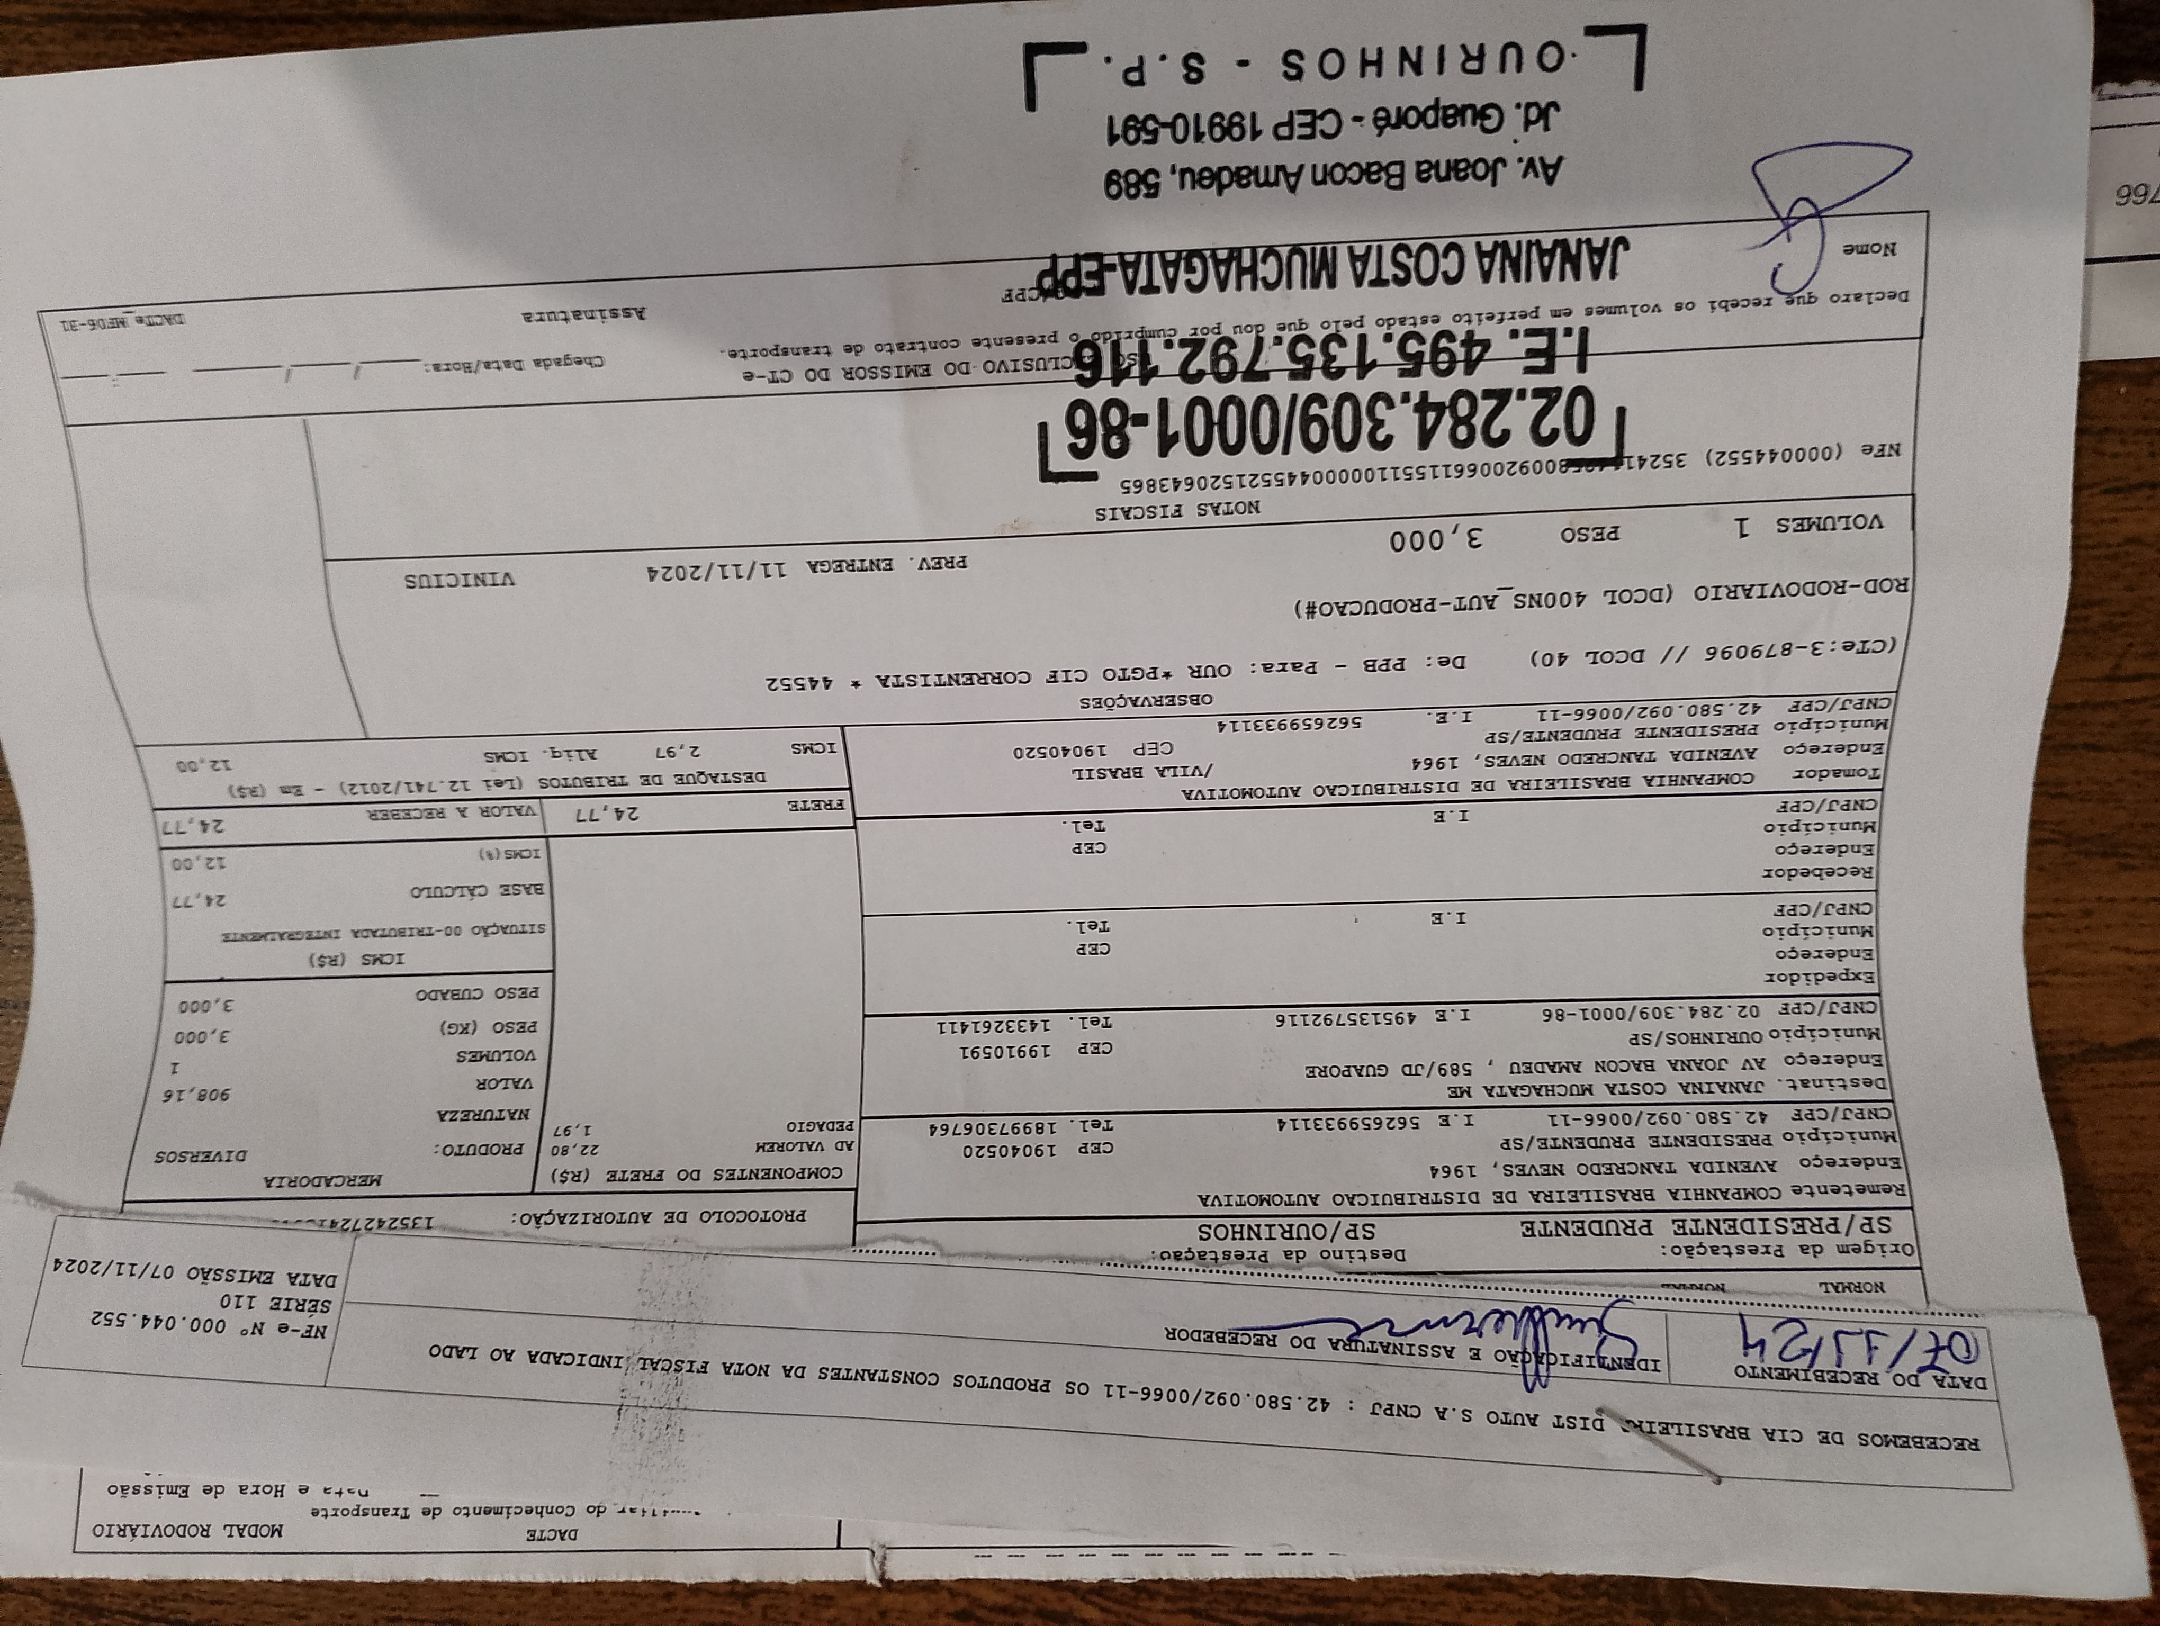 DACTE
MODAL RODOVIÁRIO
do Conhecimento de Transporte
Data e Hora de Emissão
RECEBEMOS DE CIA BRASILEIRA DIST AUTO S.A CNPJ : 42.580.092/0066-11 OS PRODUTOS CONSTANTES DA NOTA FISCAL INDICADA AO LADO
DATA DO RECEBIMENTO
07/11/24
IDENTIFICAÇÃO E ASSINATURA DO RECEBEDOR
NF-e Nº 000.044.552
SÉRIE 110
DATA EMISSÃO 07/11/2024
NORMAL NORMAL
Origem da Prestação: Destino da Prestação:
SP/PRESIDENTE PRUDENTE SP/OURINHOS
PROTOCOLO DE AUTORIZAÇÃO:
Remetente COMPANHIA BRASILEIRA DE DISTRIBUICAO AUTOMOTIVA
Endereço AVENIDA TANCREDO NEVES, 1964
Município PRESIDENTE PRUDENTE/SP CEP 19040520
CNPJ/CPF 42.580.092/0066-11 I.E 562659933114 Tel. 18997306764
Destinat. JANAINA COSTA MUCHAGATA ME
Endereço AV JOANA BACON AMADEU , 589/JD GUAPORE
Município OURINHOS/SP CEP 19910591
CNPJ/CPF 02.284.309/0001-86 I.E 495135792116 Tel. 1433261411
Expedidor
Endereço
Município CEP
CNPJ/CPF I.E Tel.
Recebedor
Endereço
Município CEP
CNPJ/CPF I.E Tel.
Tomador COMPANHIA BRASILEIRA DE DISTRIBUICAO AUTOMOTIVA
Endereço AVENIDA TANCREDO NEVES, 1964 /VILA BRASIL
Município PRESIDENTE PRUDENTE/SP CEP 19040520
CNPJ/CPF 42.580.092/0066-11 I.E. 562659933114
COMPONENTES DO FRETE (R$)
AD VALOREM 22,80
PEDAGIO 1,97
MERCADORIA
PRODUTO: DIVERSOS
NATUREZA
VALOR 908,16
VOLUMES 1
PESO (KG) 3,000
PESO CUBADO 3,000
ICMS (R$)
SITUAÇÃO 00-TRIBUTADA INTEGRALMENTE
BASE CÁLCULO 24,77
ICMS(%) 12,00
FRETE 24,77 VALOR A RECEBER 24,77
DESTAQUE DE TRIBUTOS (Lei 12.741/2012) - Em (R$)
ICMS 2,97 Aliq. ICMS 12,00
OBSERVAÇÕES
(CTe:3-879096 // DCOL 40) De: PPB - Para: OUR *PGTO CIF CORRENTISTA * 44552
ROD-RODOVIARIO (DCOL 400NS_AUT-PRODUCAO#)
PREV. ENTREGA 11/11/2024 VINICIUS
VOLUMES 1 PESO 3,000
NOTAS FISCAIS
NFe (000044552)
02.284.309/0001-86
I.E. 495.135.792.116
EXCLUSIVO DO EMISSOR DO CT-e
Chegada Data/Hora: ____/____/____ ___:___
Declaro que recebi os volumes em perfeito estado pelo que dou por cumprido o presente contrato de transporte.
Nome CPF Assinatura DACTe_MF06-31
JANAINA COSTA MUCHAGATA-EPP
Av. Joana Bacon Amadeu, 589
Jd. Guaporé - CEP 19910-591
OURINHOS - S.P.
766